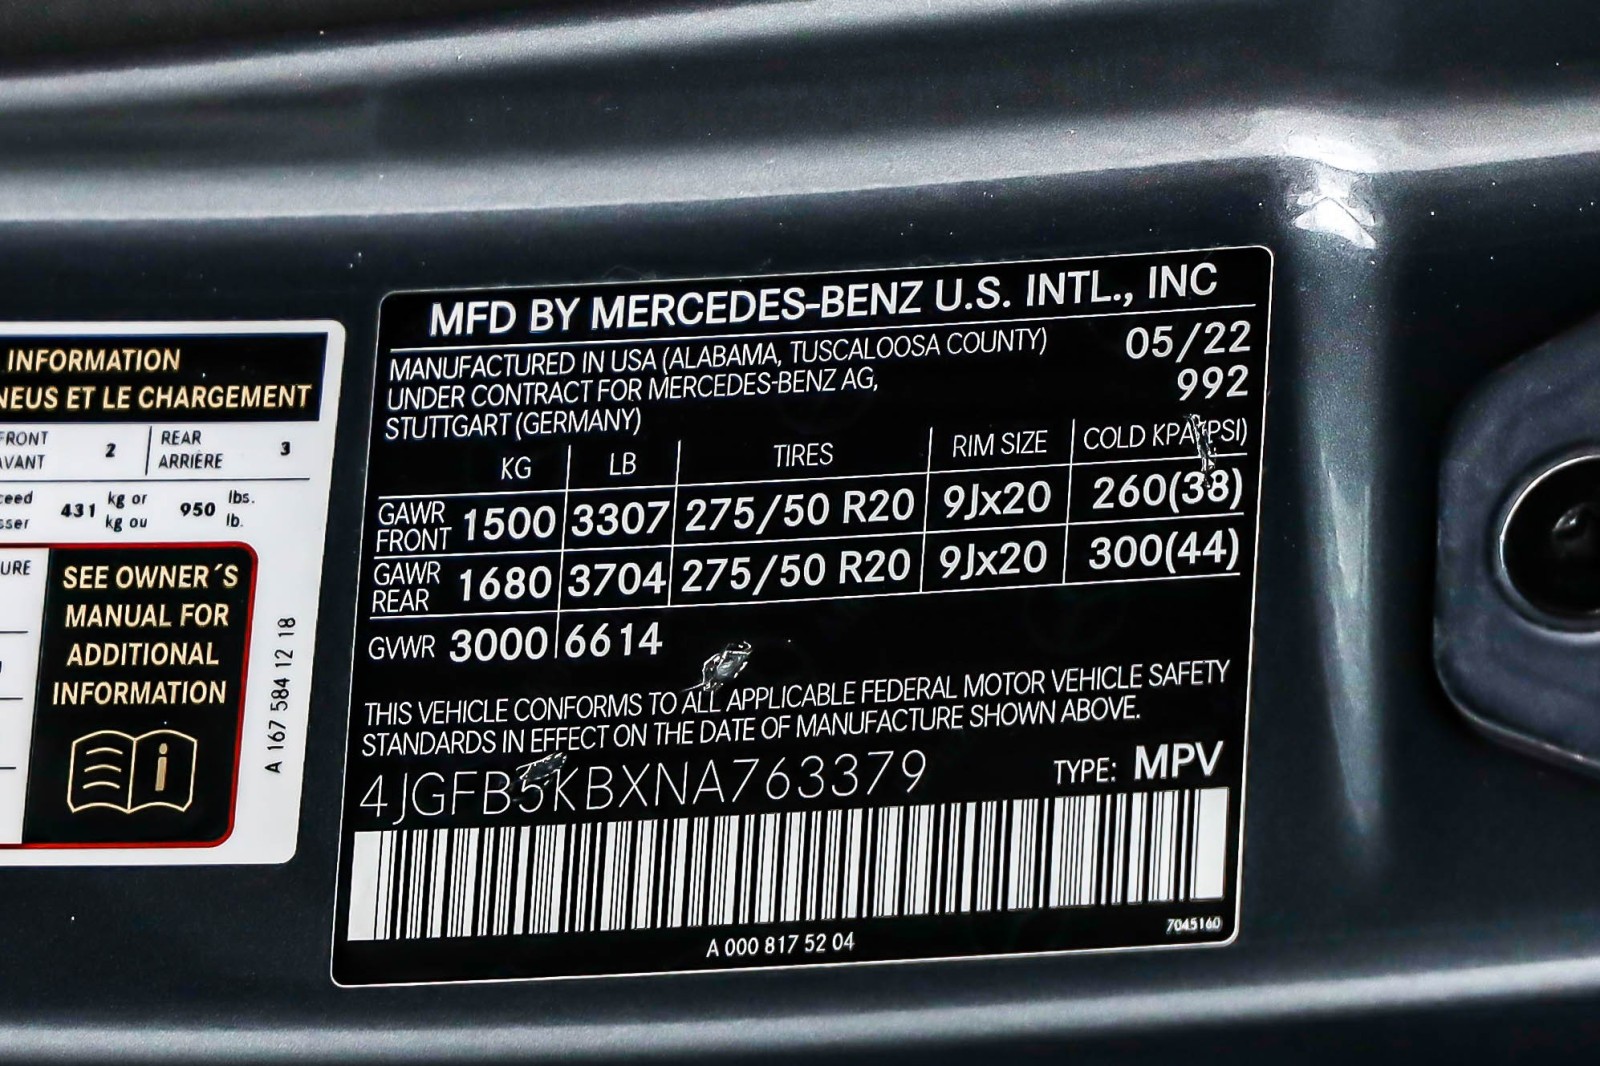 INFORMATION
NEUS ET LE CHARGEMENT
FRONT 2 REAR 3
AVANT ARRIÈRE
431 kg or 950 lbs.
kg ou lb.
SEE OWNER´S
MANUAL FOR
ADDITIONAL
INFORMATION
i
A 167 584 12 18
MFD BY MERCEDES-BENZ U.S. INTL., INC
MANUFACTURED IN USA (ALABAMA, TUSCALOOSA COUNTY) 05/22
UNDER CONTRACT FOR MERCEDES-BENZ AG, 992
STUTTGART (GERMANY)
KG LB TIRES RIM SIZE COLD KPA(PSI)
GAWR FRONT 1500 3307 275/50 R20 9Jx20 260(38)
GAWR REAR 1680 3704 275/50 R20 9Jx20 300(44)
GVWR 3000 6614
THIS VEHICLE CONFORMS TO ALL APPLICABLE FEDERAL MOTOR VEHICLE SAFETY
STANDARDS IN EFFECT ON THE DATE OF MANUFACTURE SHOWN ABOVE.
4JGFB5KBXNA763379 TYPE: MPV
A 000 817 52 04
7045160